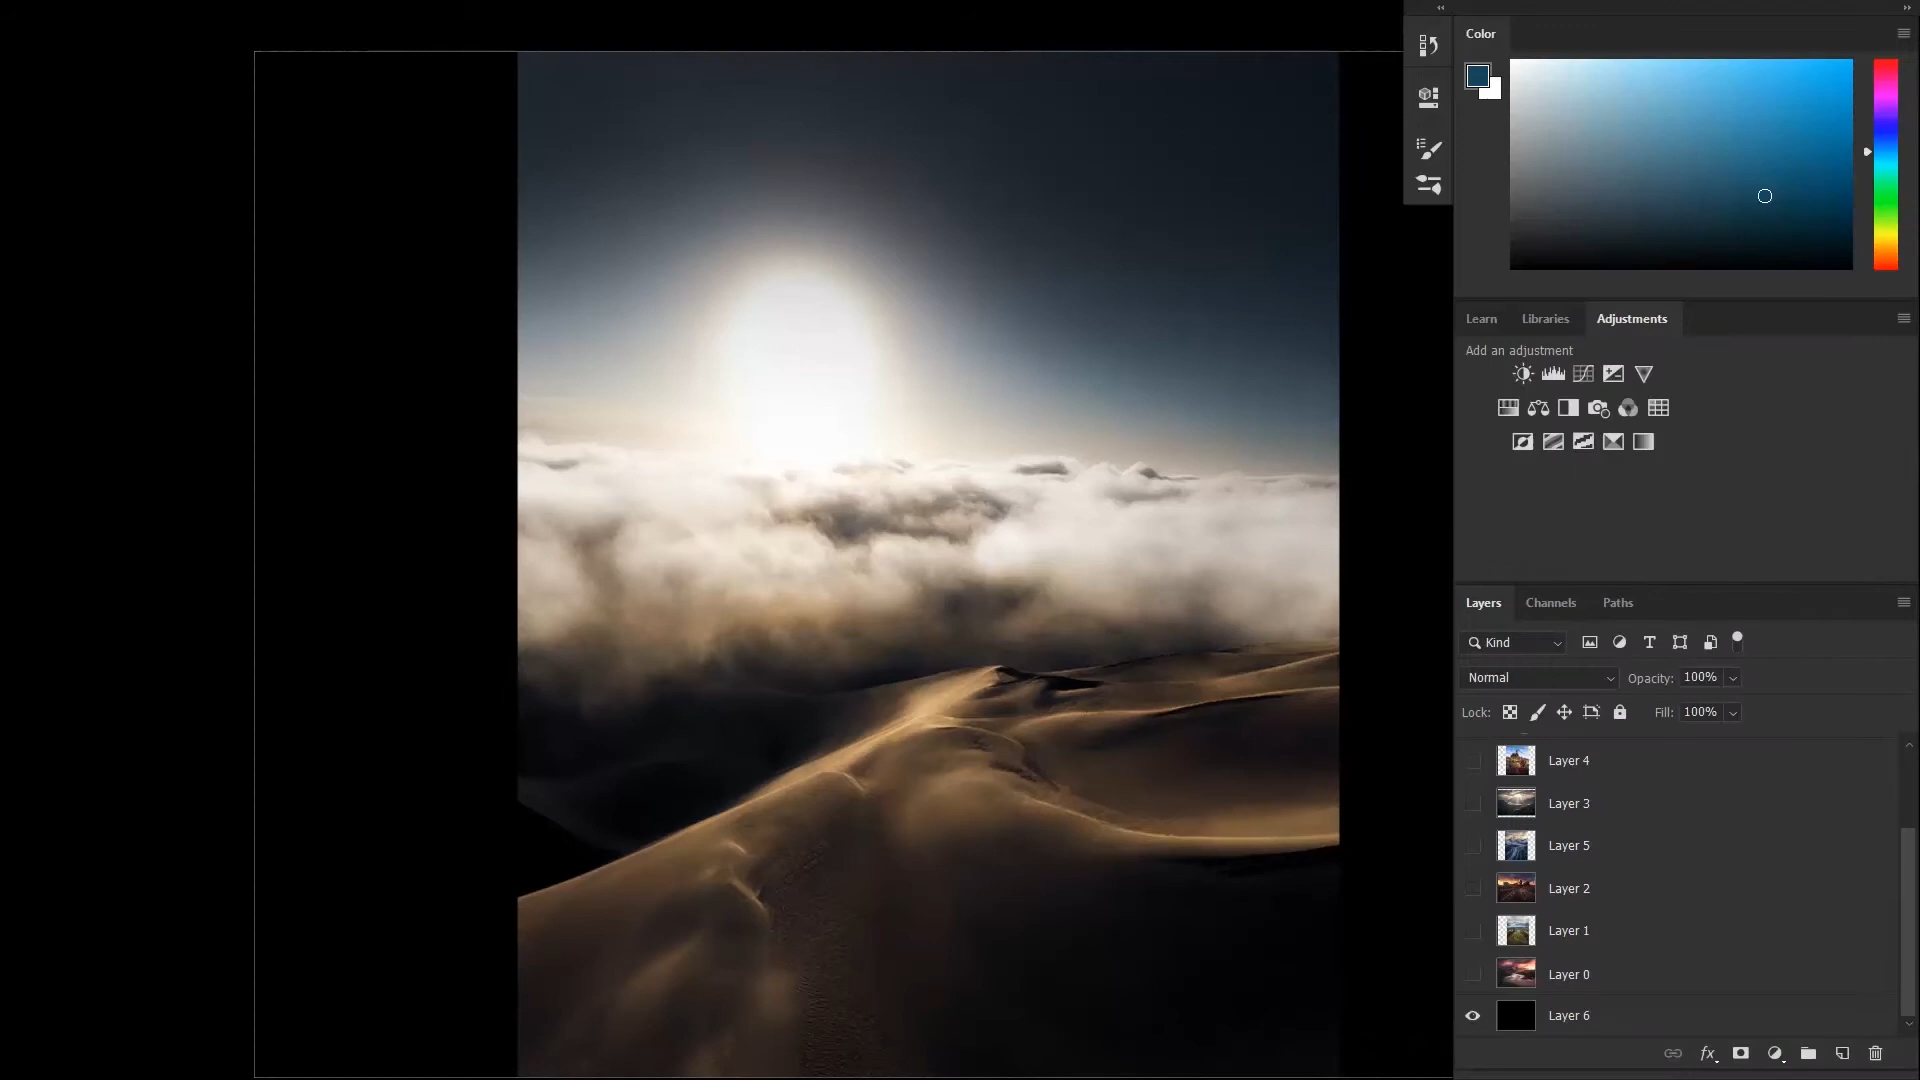 Color
Learn Libraries Adjustments
Add an adjustment
Layers Channels Paths
Kind
Normal Opacity: 100%
Lock: Fill: 100%
Layer 4
Layer 3
Layer 5
Layer 2
Layer 1
Layer 0
Layer 6
fx